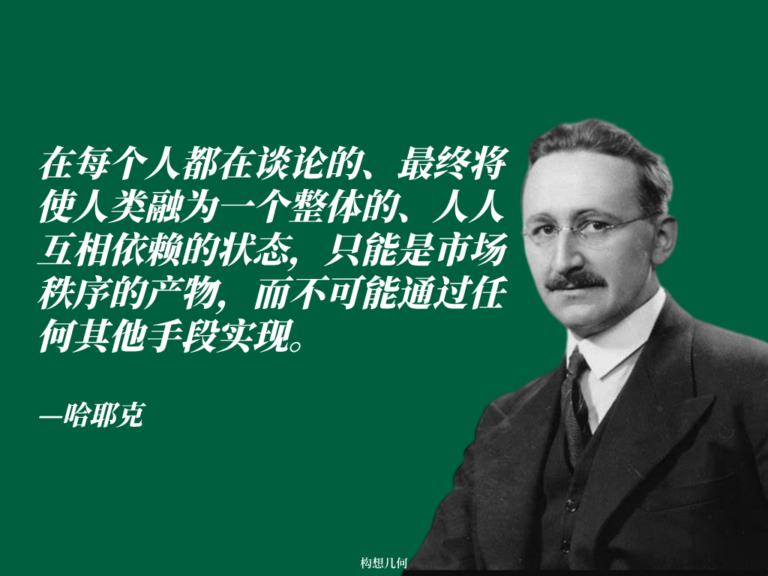 在每个人都在谈论的、最终将
使人类融为一个整体的、人人
互相依赖的状态，只能是市场
秩序的产物，而不可能通过任
何其他手段实现。
—哈耶克
构想几何